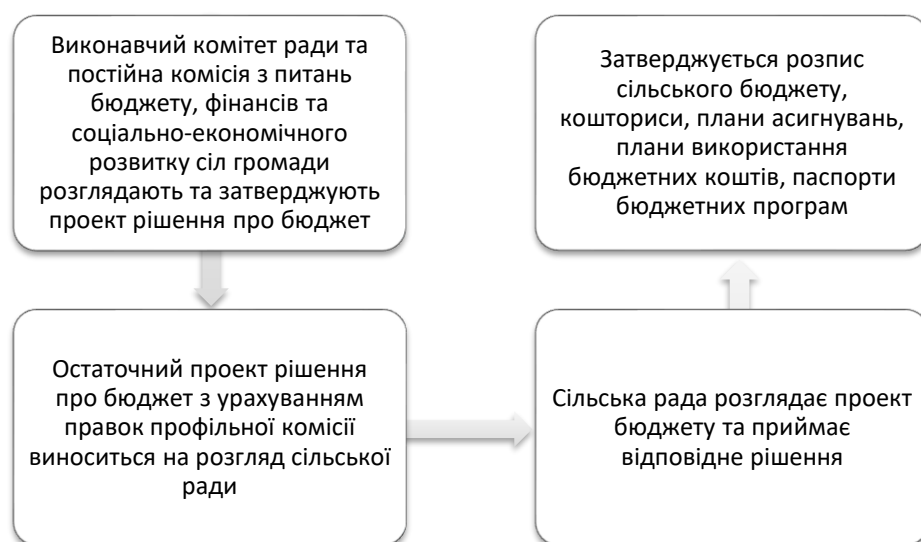 Виконавчий комітет ради та
постійна комісія з питань
бюджету, фінансів та
соціально-економічного
розвитку сіл громади
розглядають та затверджують
проект рішення про бюджет
Остаточний проект рішення
про бюджет з урахуванням
правок профільної комісії
виноситься на розгляд сільської
ради
Сільська рада розглядає проект
бюджету та приймає
відповідне рішення
Затверджується розпис
сільського бюджету,
кошториси, плани асигнувань,
плани використання
бюджетних коштів, паспорти
бюджетних програм